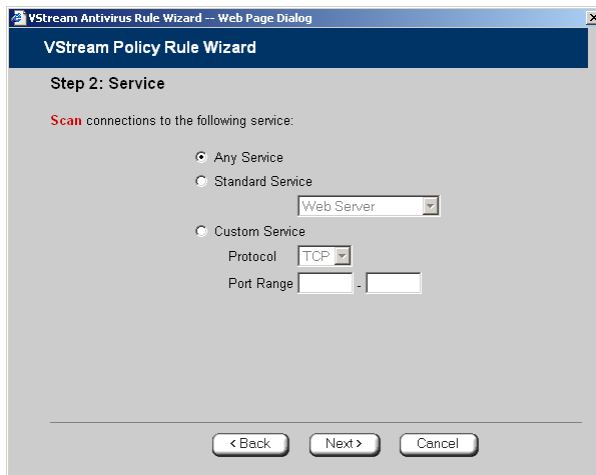 VStream Antivirus Rule Wizard -- Web Page Dialog
VStream Policy Rule Wizard
Step 2: Service
Scan connections to the following service:
Any Service
Standard Service
Web Server
Custom Service
Protocol TCP
Port Range -
< Back Next > Cancel